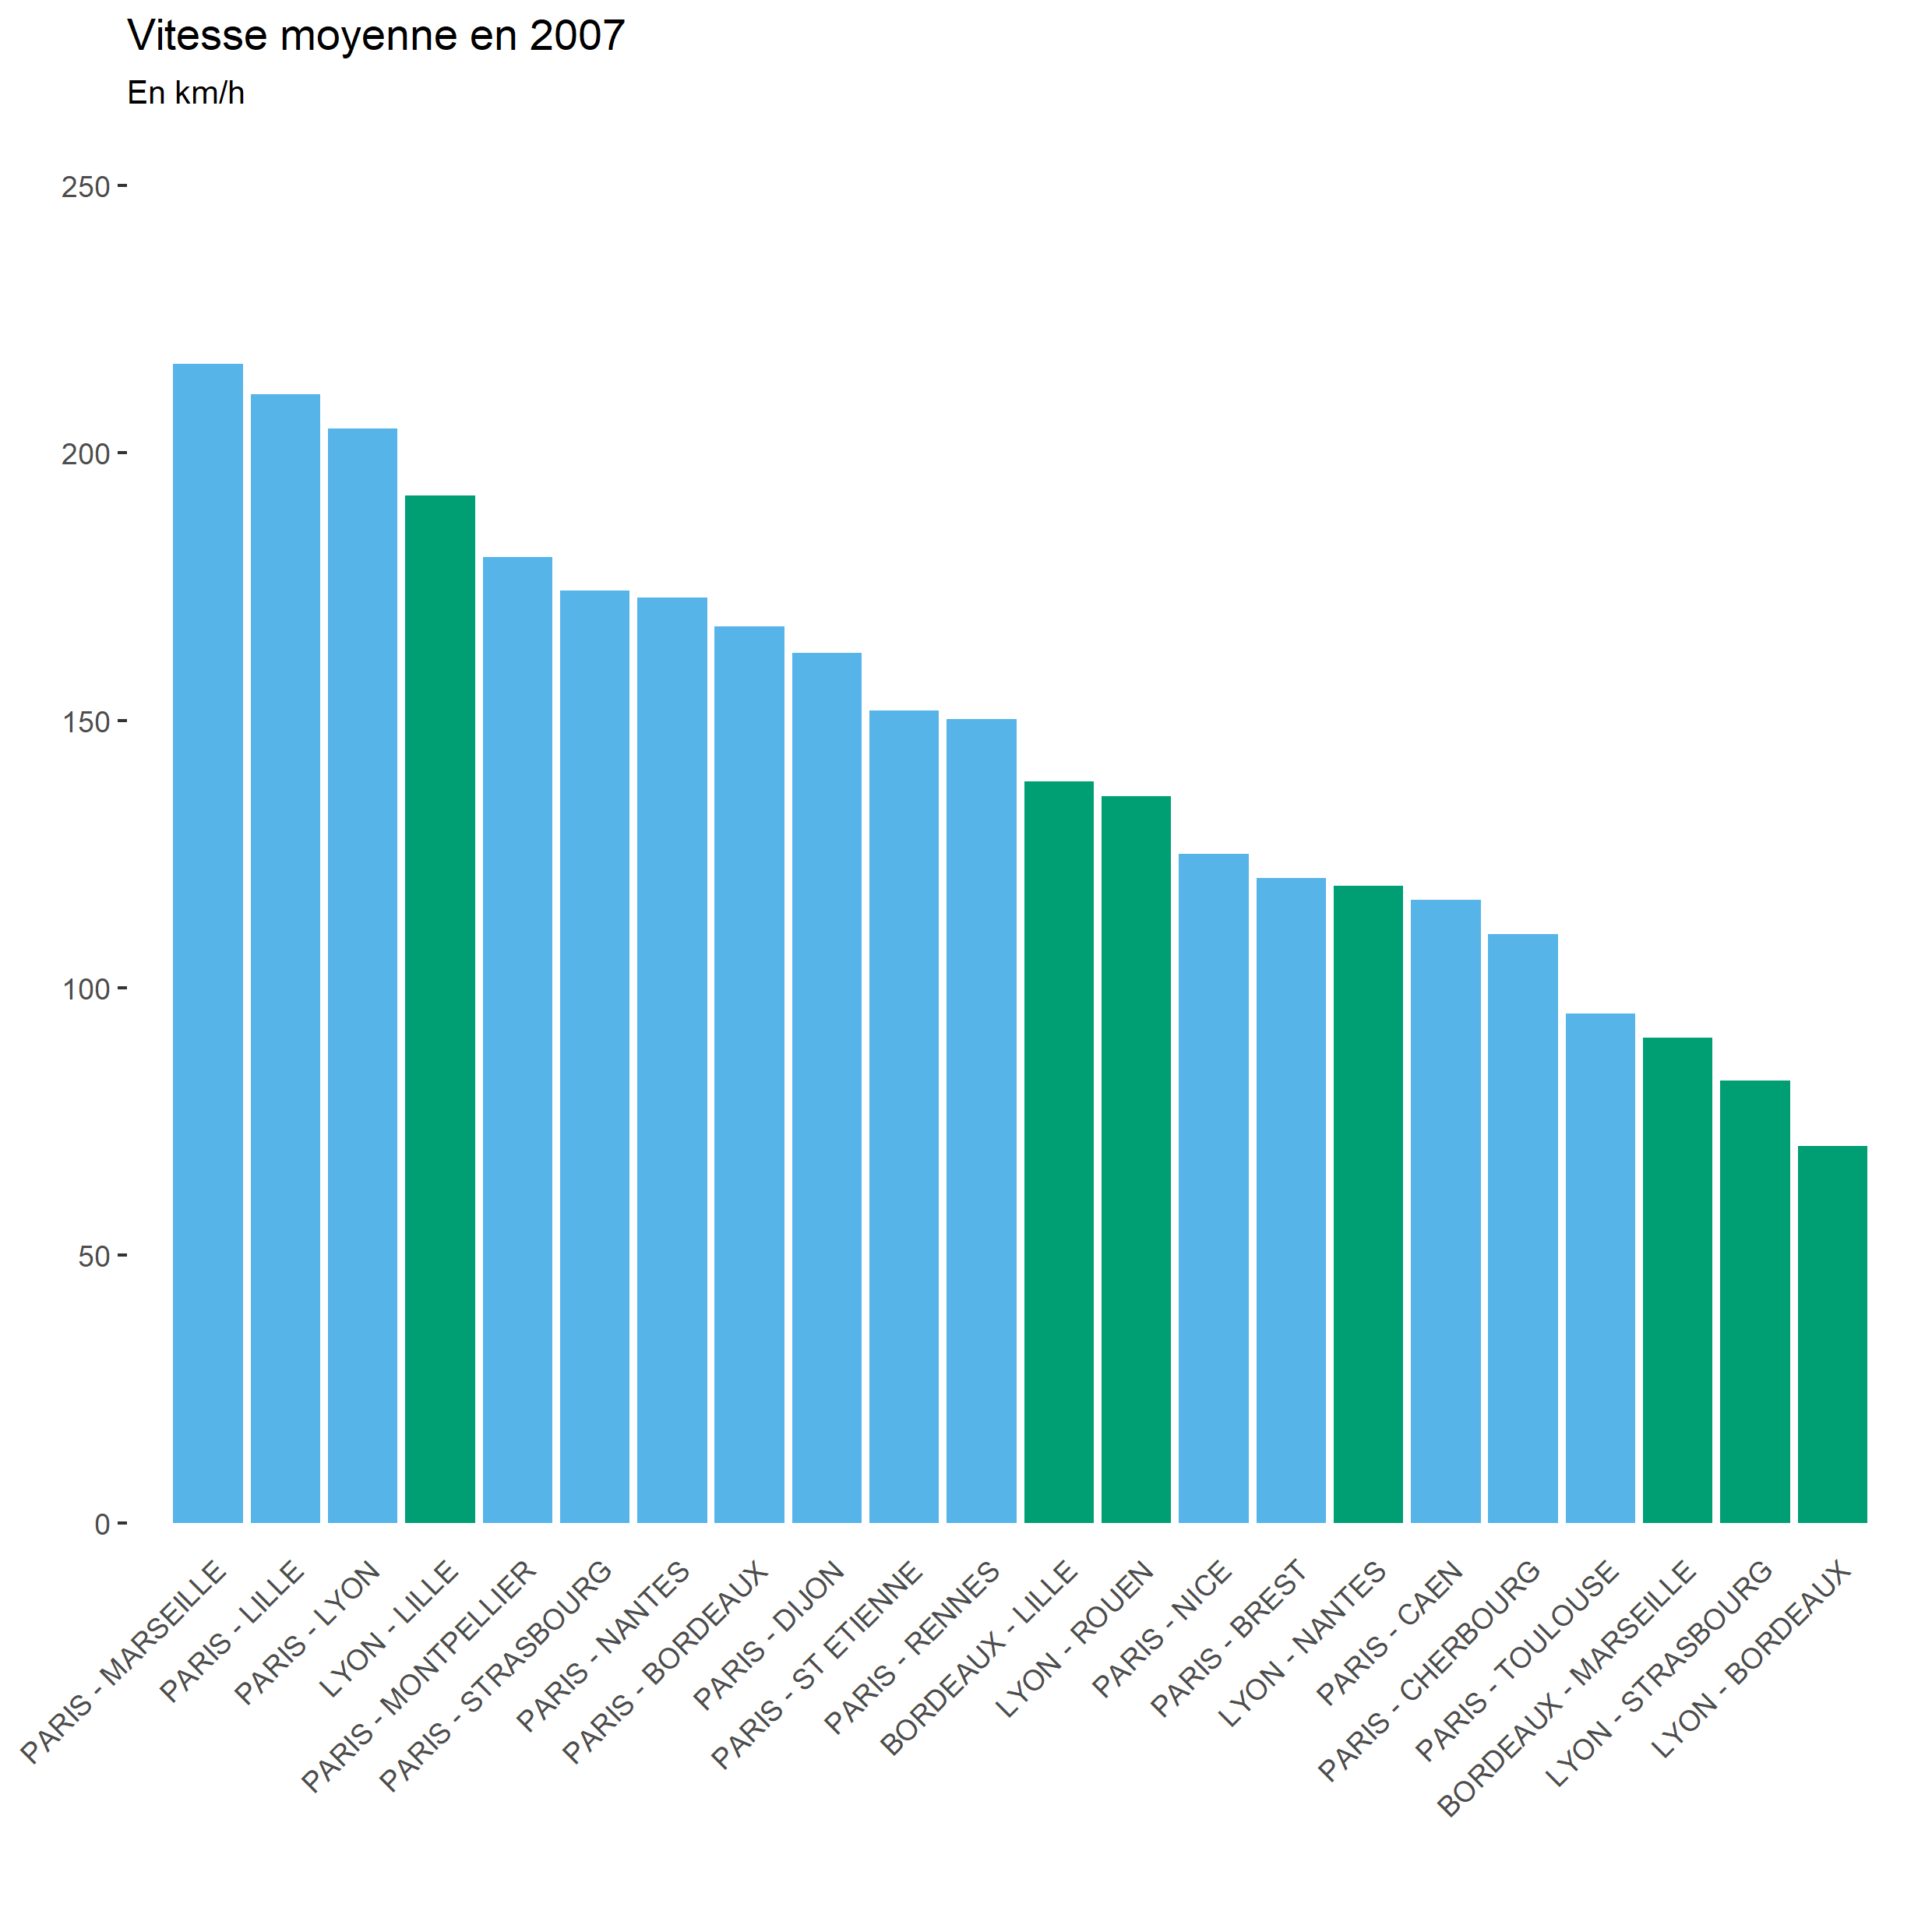 Vitesse moyenne en 2007
En km/h
250
200
150
100
50
0
PARIS - MARSEILLE
PARIS - LILLE
PARIS - LYON
LYON - LILLE
PARIS - MONTPELLIER
PARIS - STRASBOURG
PARIS - NANTES
PARIS - BORDEAUX
PARIS - DIJON
PARIS - ST ETIENNE
PARIS - RENNES
BORDEAUX - LILLE
LYON - ROUEN
PARIS - NICE
PARIS - BREST
LYON - NANTES
PARIS - CAEN
PARIS - CHERBOURG
PARIS - TOULOUSE
BORDEAUX - MARSEILLE
LYON - STRASBOURG
LYON - BORDEAUX